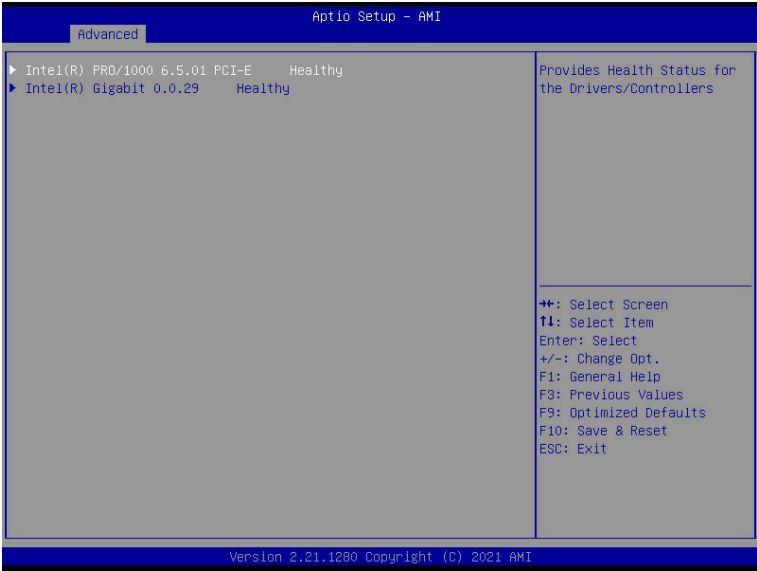 Aptio Setup – AMI
Advanced
▶ Intel(R) PRO/1000 6.5.01 PCI-E Healthy
▶ Intel(R) Gigabit 0.0.29 Healthy
Provides Health Status for
the Drivers/Controllers
→←: Select Screen
↑↓: Select Item
Enter: Select
+/-: Change Opt.
F1: General Help
F3: Previous Values
F9: Optimized Defaults
F10: Save & Reset
ESC: Exit
Version 2.21.1280 Copyright (C) 2021 AMI